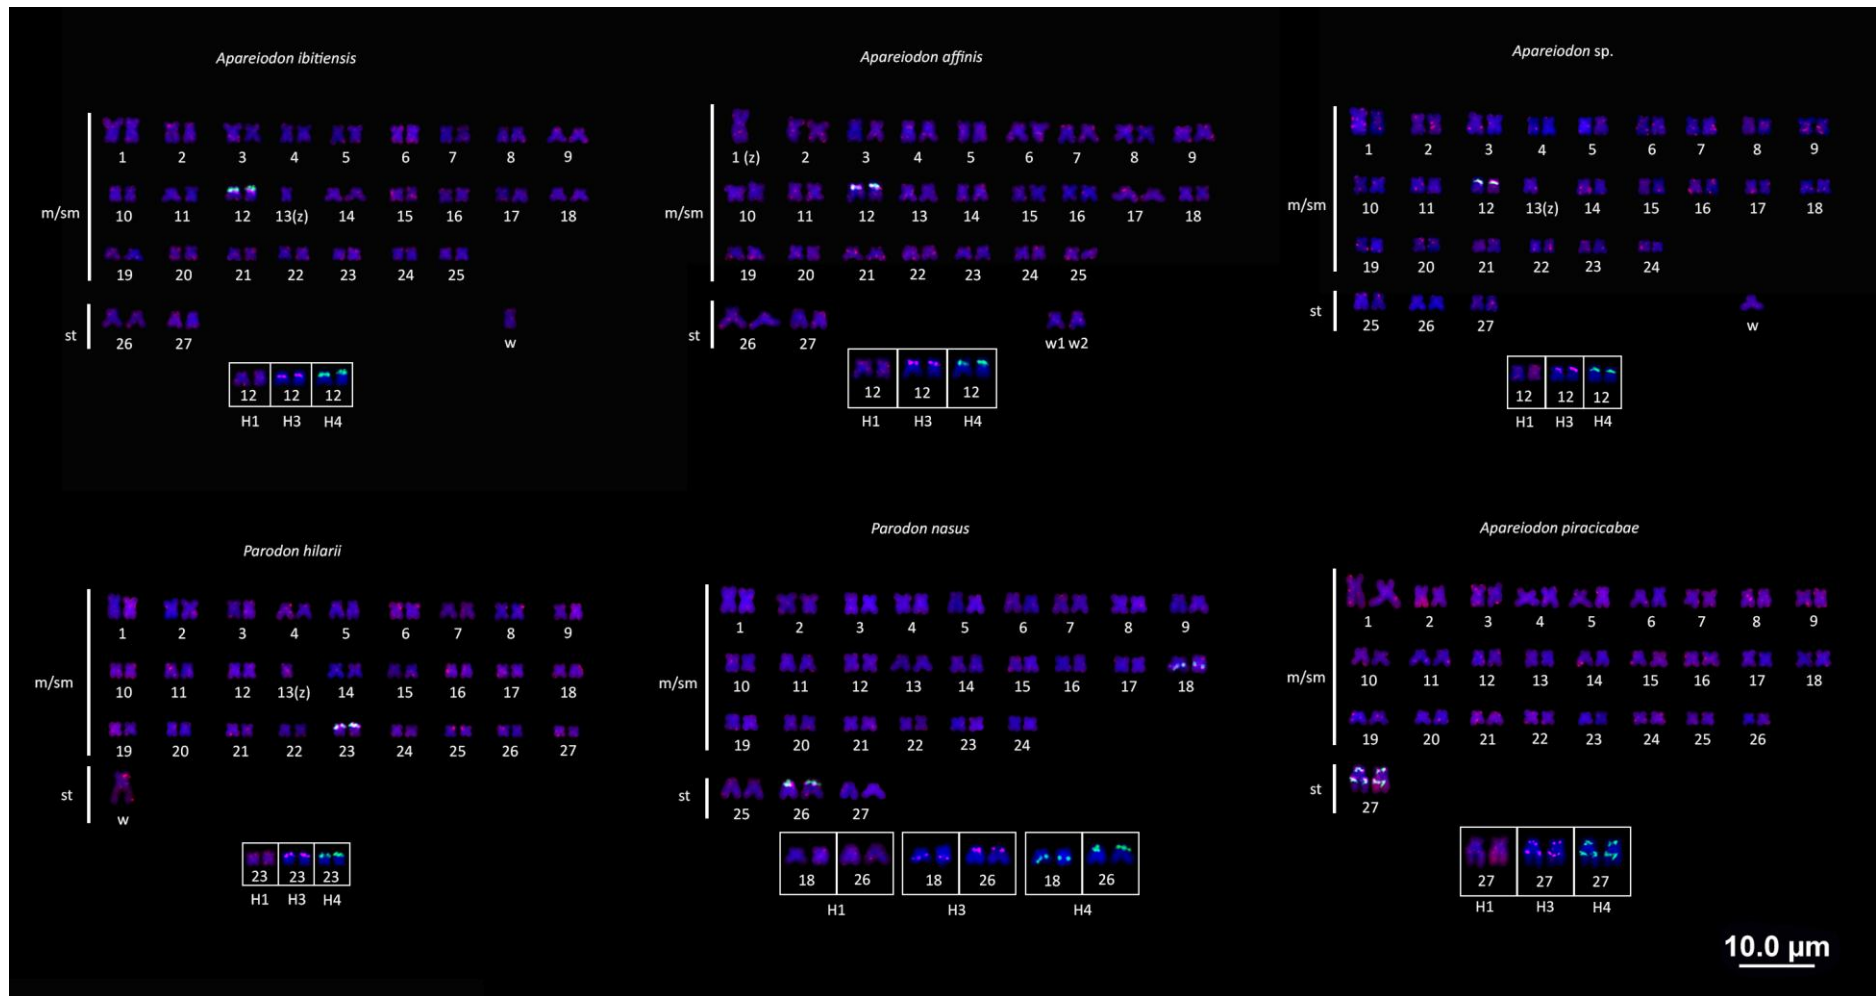 Apareiodon ibitiensis
1 2 3 4 5 6 7 8 9
m/sm
10 11 12 13(z) 14 15 16 17 18
19 20 21 22 23 24 25
st
26 27 w
12 12 12
H1 H3 H4
Apareiodon affinis
1 (z) 2 3 4 5 6 7 8 9
m/sm
10 11 12 13 14 15 16 17 18
19 20 21 22 23 24 25
st
26 27 w1 w2
12 12 12
H1 H3 H4
Apareiodon sp.
1 2 3 4 5 6 7 8 9
m/sm
10 11 12 13(z) 14 15 16 17 18
19 20 21 22 23 24
st
25 26 27 w
12 12 12
H1 H3 H4
Parodon hilarii
1 2 3 4 5 6 7 8 9
m/sm
10 11 12 13(z) 14 15 16 17 18
19 20 21 22 23 24 25 26 27
st
w
23 23 23
H1 H3 H4
Parodon nasus
1 2 3 4 5 6 7 8 9
m/sm
10 11 12 13 14 15 16 17 18
19 20 21 22 23 24
st
25 26 27
18 26 18 26 18 26
H1 H3 H4
Apareiodon piracicabae
1 2 3 4 5 6 7 8 9
m/sm
10 11 12 13 14 15 16 17 18
19 20 21 22 23 24 25 26
st
27
27 27 27
H1 H3 H4
10.0 µm